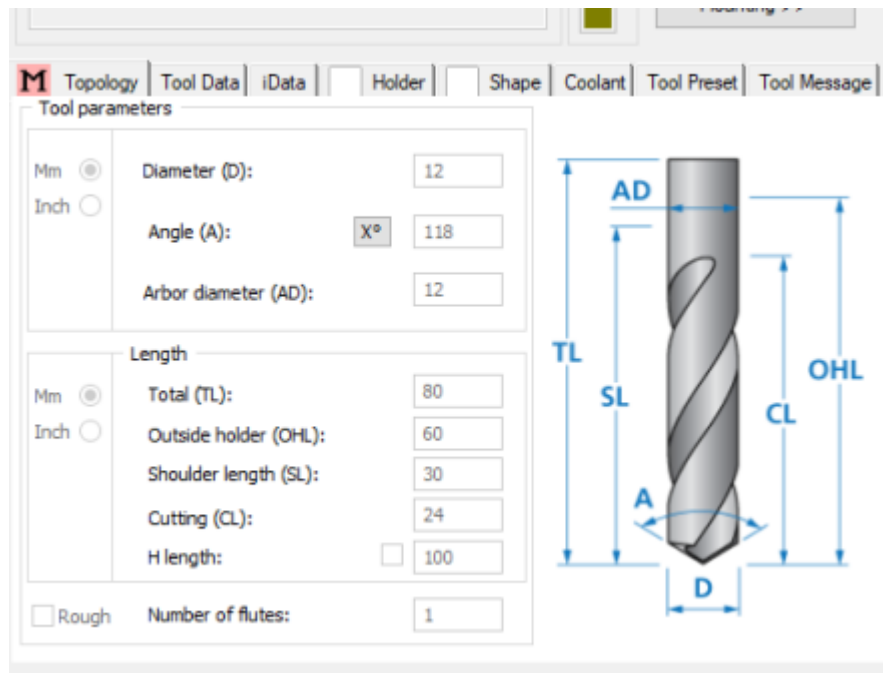 M Topology Tool Data iData Holder Shape Coolant Tool Preset Tool Message
Tool parameters
Mm
Inch
Diameter (D): 12
Angle (A): X° 118
Arbor diameter (AD): 12
Length
Mm
Inch
Total (TL): 80
Outside holder (OHL): 60
Shoulder length (SL): 30
Cutting (CL): 24
H length: 100
Rough
Number of flutes: 1
AD
TL
SL
OHL
CL
A
D